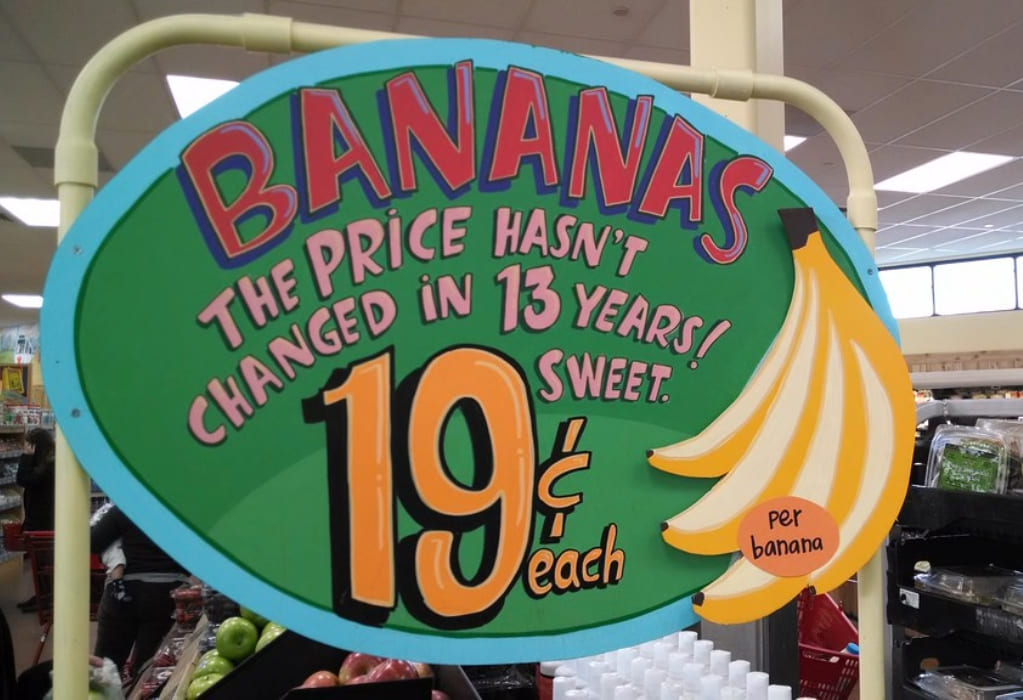 BANANAS
THE PRICE HASN'T
CHANGED IN 13 YEARS!
SWEET.
19¢
each
per
banana